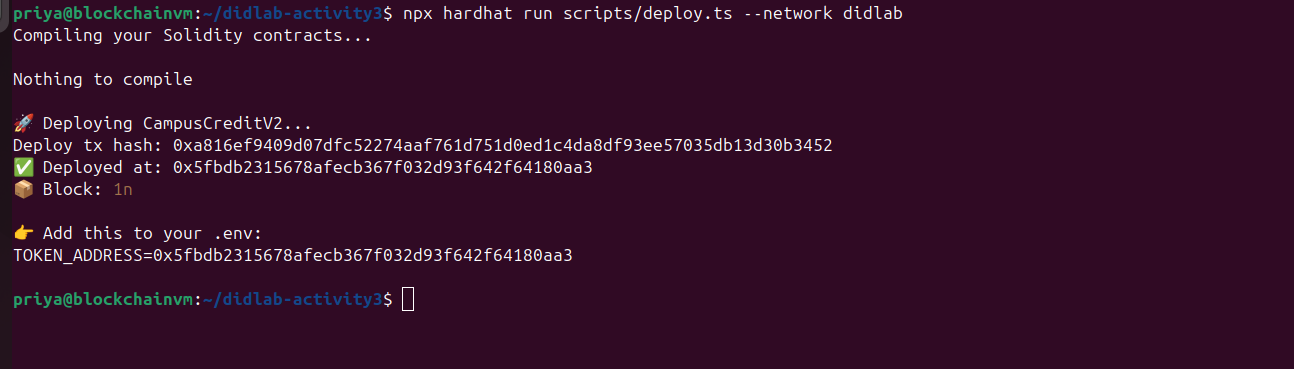 priya@blockchainvm:~/didlab-activity3$ npx hardhat run scripts/deploy.ts --network didlab
Compiling your Solidity contracts...
Nothing to compile
🚀 Deploying CampusCreditV2...
Deploy tx hash: 0xa816ef9409d07dfc52274aaf761d751d0ed1c4da8df93ee57035db13d30b3452
✅ Deployed at: 0x5fbdb2315678afecb367f032d93f642f64180aa3
📦 Block: 1n
👉 Add this to your .env:
TOKEN_ADDRESS=0x5fbdb2315678afecb367f032d93f642f64180aa3
priya@blockchainvm:~/didlab-activity3$